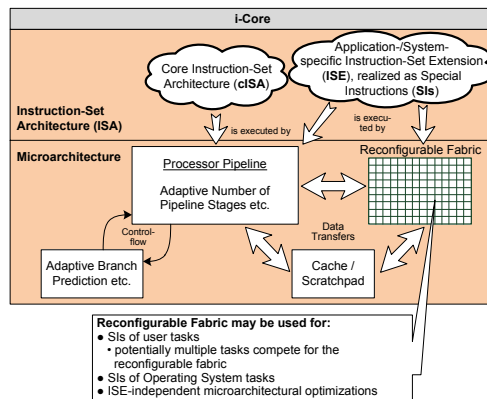 i-Core
Core Instruction-Set
Architecture (cISA)
Application-/System-
specific Instruction-Set Extension
(ISE), realized as Special
Instructions (SIs)
Instruction-Set
Architecture (ISA)
is executed by
is execu-
ted by
Microarchitecture
Processor Pipeline
Adaptive Number of
Pipeline Stages etc.
Reconfigurable Fabric
Control-
flow
Data
Transfers
Adaptive Branch
Prediction etc.
Cache /
Scratchpad
Reconfigurable Fabric may be used for:
● SIs of user tasks
• potentially multiple tasks compete for the
reconfigurable fabric
● SIs of Operating System tasks
● ISE-independent microarchitectural optimizations